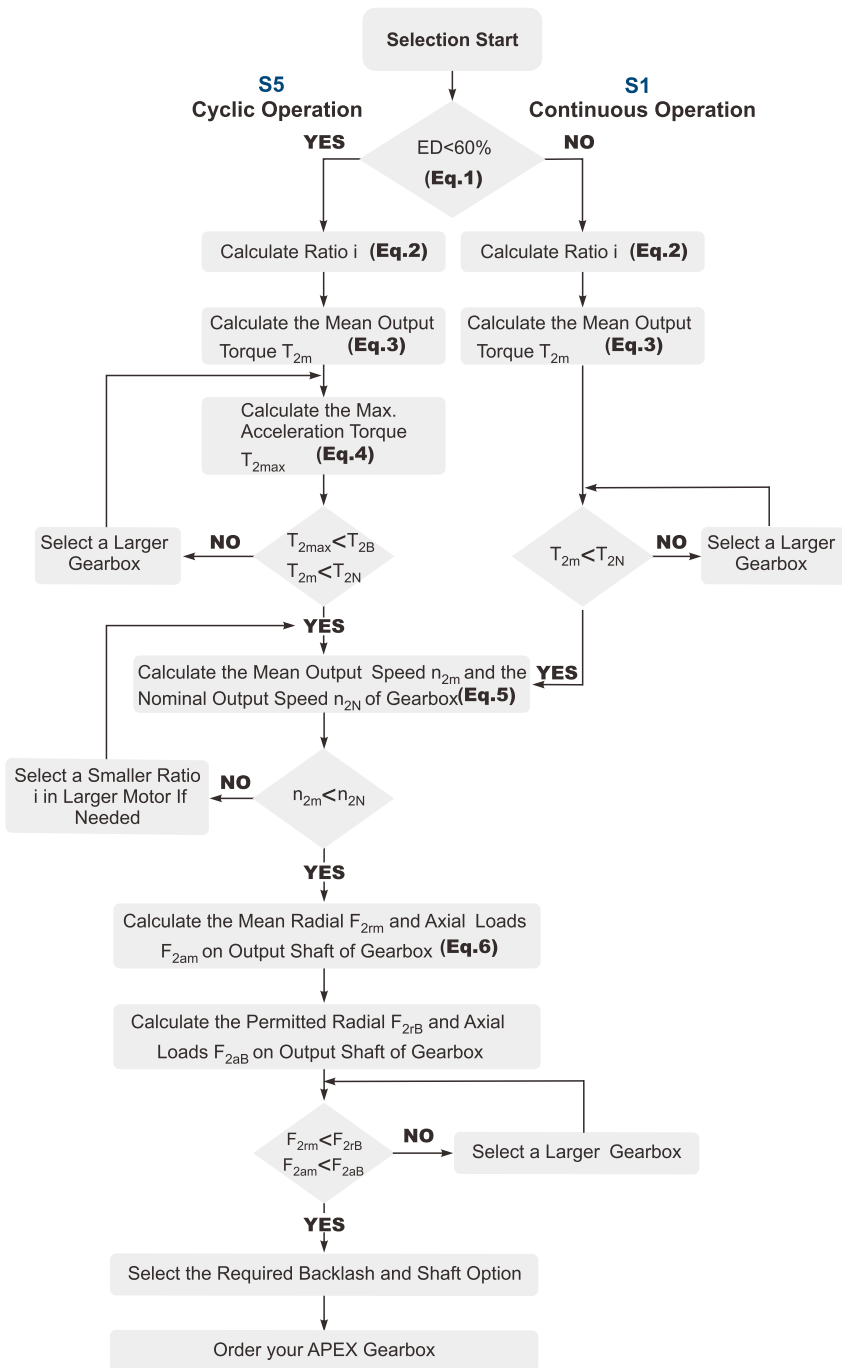 Selection Start
S5
Cyclic Operation
S1
Continuous Operation
YES
NO
ED<60%
(Eq.1)
Calculate Ratio i (Eq.2)
Calculate Ratio i (Eq.2)
Calculate the Mean Output
Torque T2m (Eq.3)
Calculate the Mean Output
Torque T2m (Eq.3)
Calculate the Max.
Acceleration Torque
T2max (Eq.4)
Select a Larger
Gearbox
NO
T2max<T2B
T2m<T2N
T2m<T2N
NO
Select a Larger
Gearbox
YES
Calculate the Mean Output Speed n2m and the
Nominal Output Speed n2N of Gearbox(Eq.5)
YES
Select a Smaller Ratio
i in Larger Motor If
Needed
NO
n2m<n2N
YES
Calculate the Mean Radial F2rm and Axial Loads
F2am on Output Shaft of Gearbox (Eq.6)
Calculate the Permitted Radial F2rB and Axial
Loads F2aB on Output Shaft of Gearbox
F2rm<F2rB
F2am<F2aB
NO
Select a Larger Gearbox
YES
Select the Required Backlash and Shaft Option
Order your APEX Gearbox